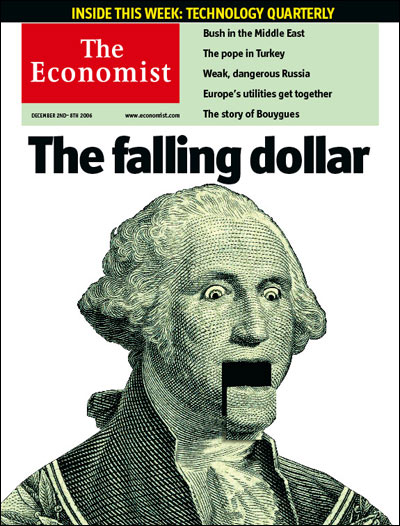 INSIDE THIS WEEK: TECHNOLOGY QUARTERLY
The
Economist
Bush in the Middle East
The pope in Turkey
Weak, dangerous Russia
Europe's utilities get together
The story of Bouygues
DECEMBER 2ND–8TH 2006
www.economist.com
The falling dollar